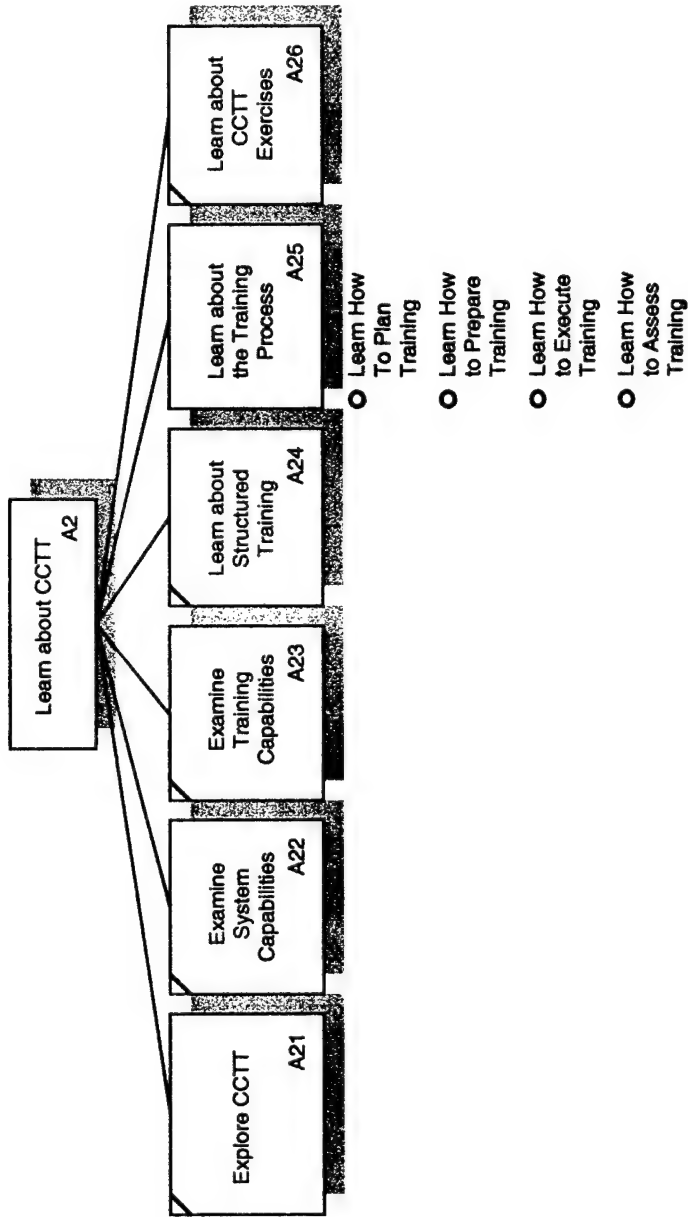 Learn about CCTT
A2
Explore CCTT
A21
Examine
System
Capabilities
A22
Examine
Training
Capabilities
A23
Learn about
Structured
Training
A24
Learn about
the Training
Process
A25
Learn about
CCTT
Exercises
A26
Learn How
To Plan
Training
Learn How
to Prepare
Training
Learn How
to Execute
Training
Learn How
to Assess
Training